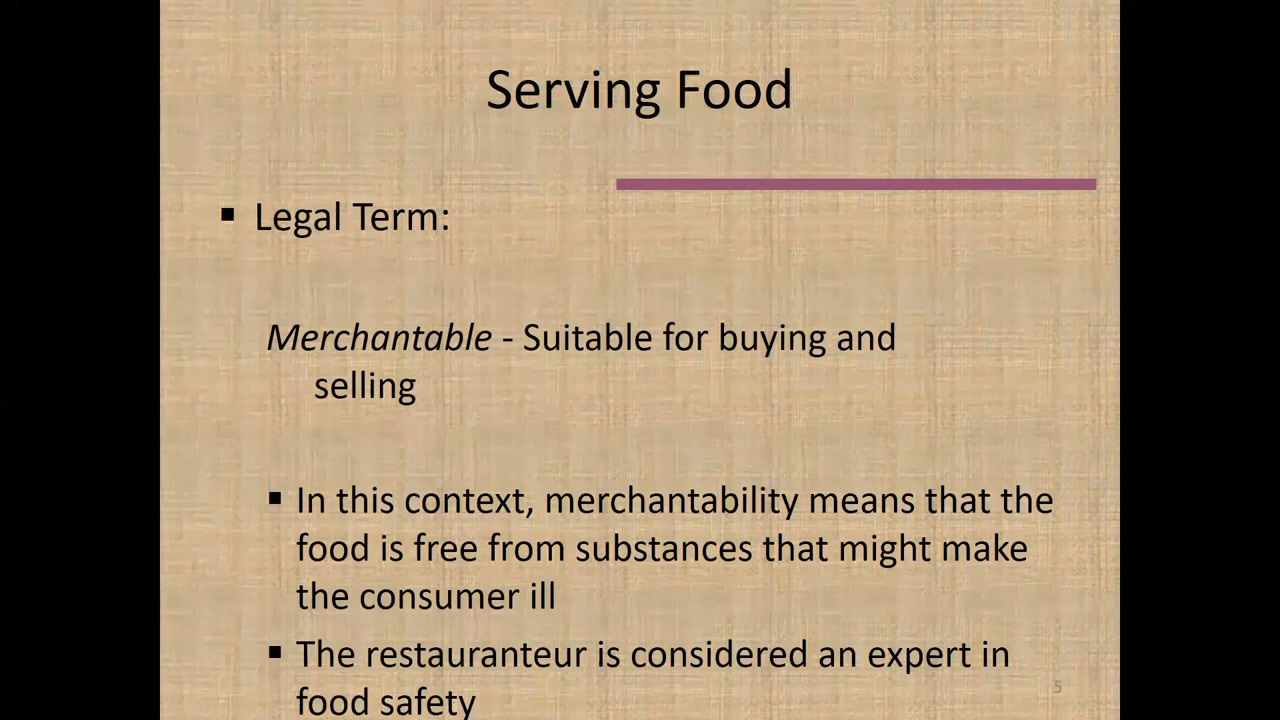 Serving Food
▪ Legal Term:
Merchantable - Suitable for buying and
selling
▪ In this context, merchantability means that the
food is free from substances that might make
the consumer ill
▪ The restauranteur is considered an expert in
food safety
5